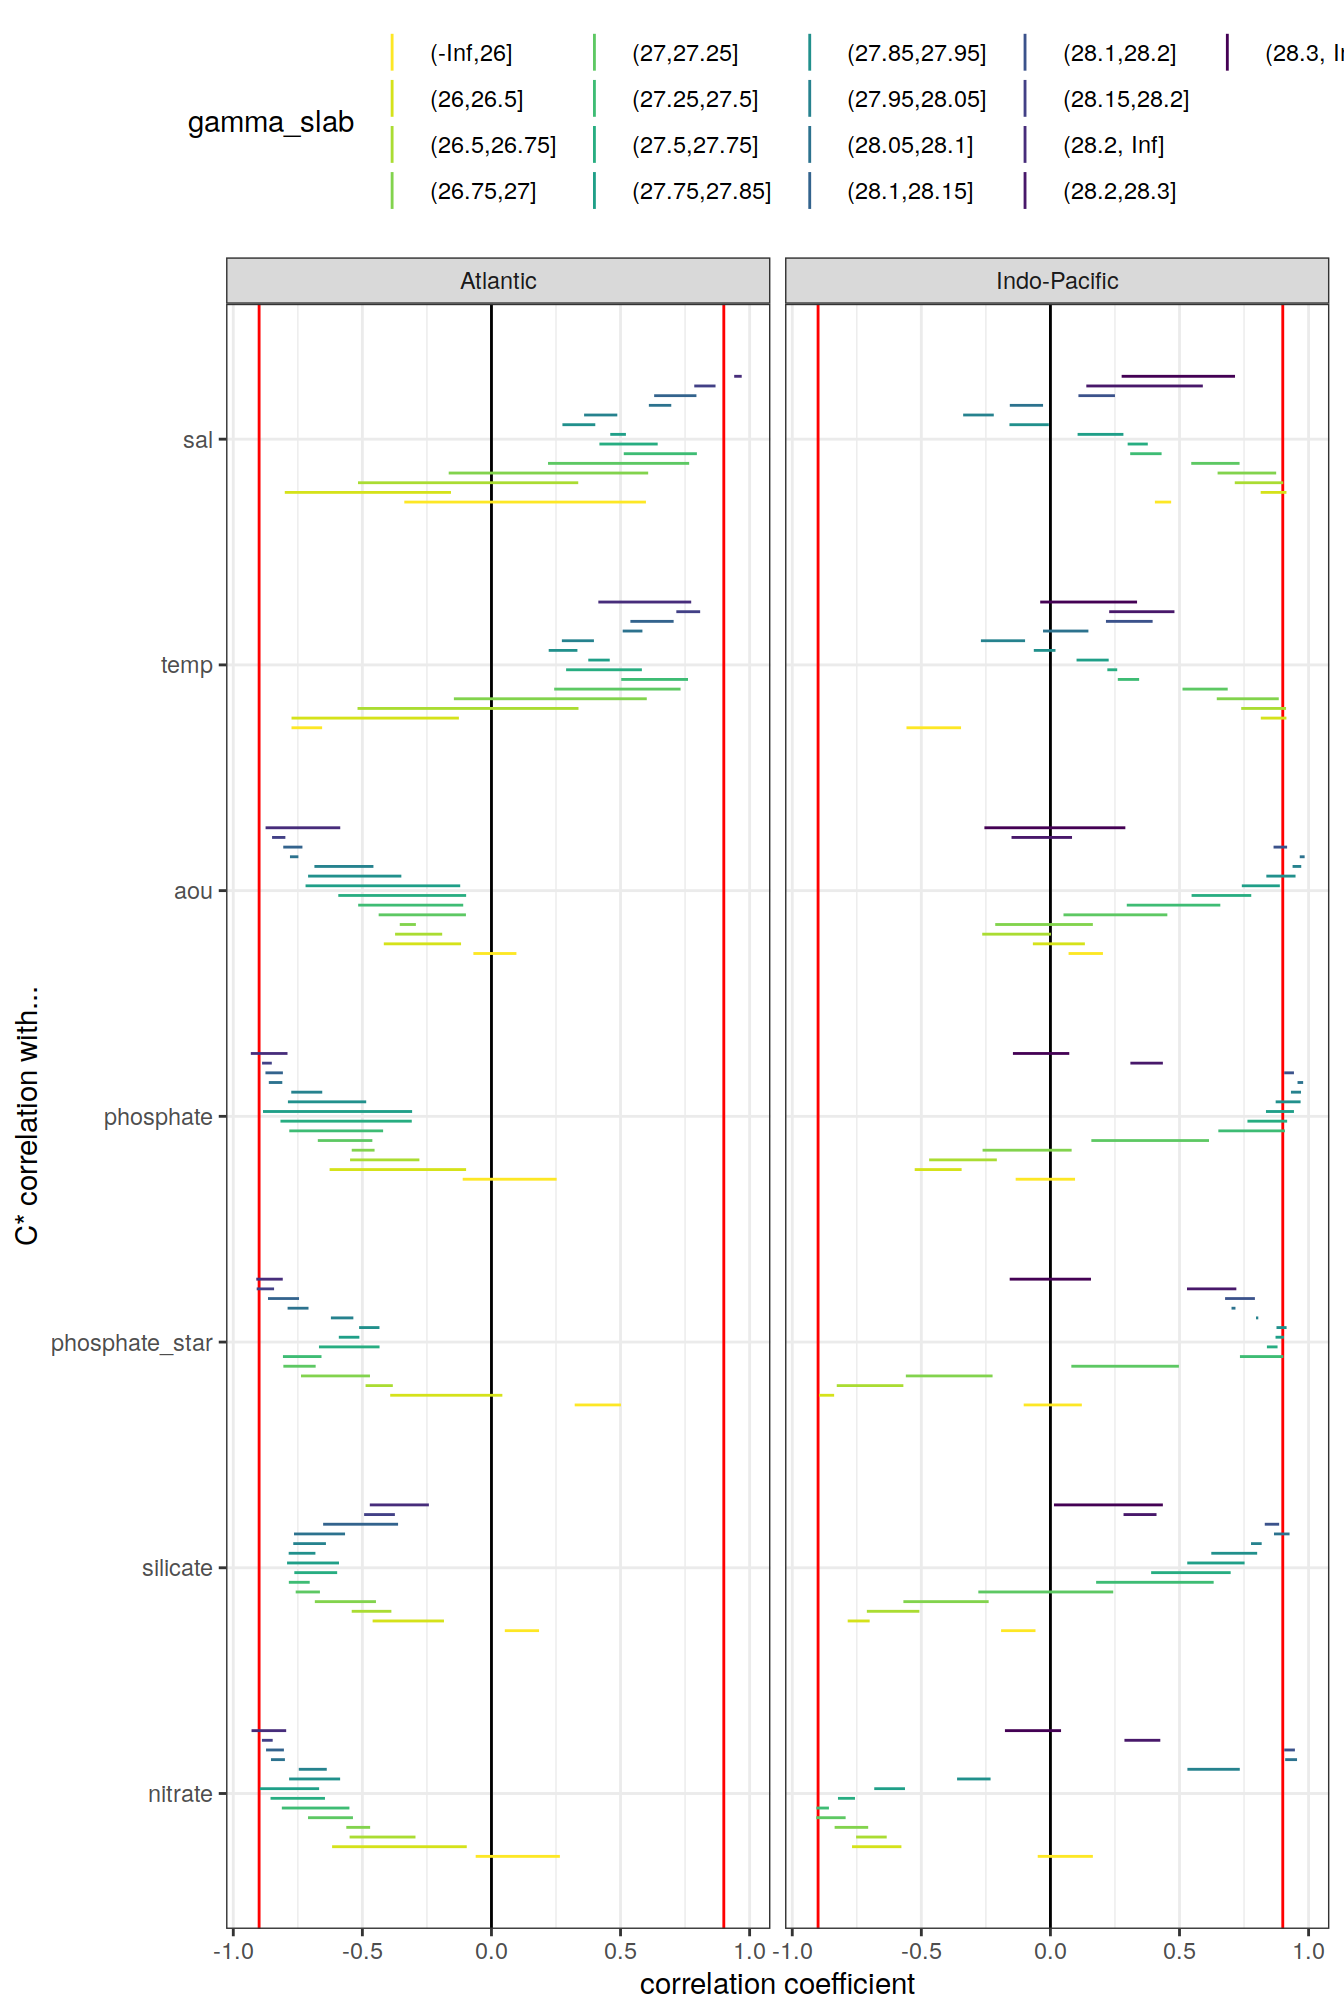 (-Inf,26] (27,27.25] (27.85,27.95] (28.1,28.2] (28.3,
(26,26.5] (27.25,27.5] (27.95,28.05] (28.15,28.2]
gamma_slab
(26.5,26.75] (27.5,27.75] (28.05,28.1] (28.2, Inf]
(26.75,27] (27.75,27.85] (28.1,28.15] (28.2,28.3]
Atlantic Indo-Pacific
sal
temp
aou
phosphate
phosphate_star
silicate
nitrate
C* correlation with...
-1.0 -0.5 0.0 0.5 1.0 -1.0 -0.5 0.0 0.5 1.0
correlation coefficient